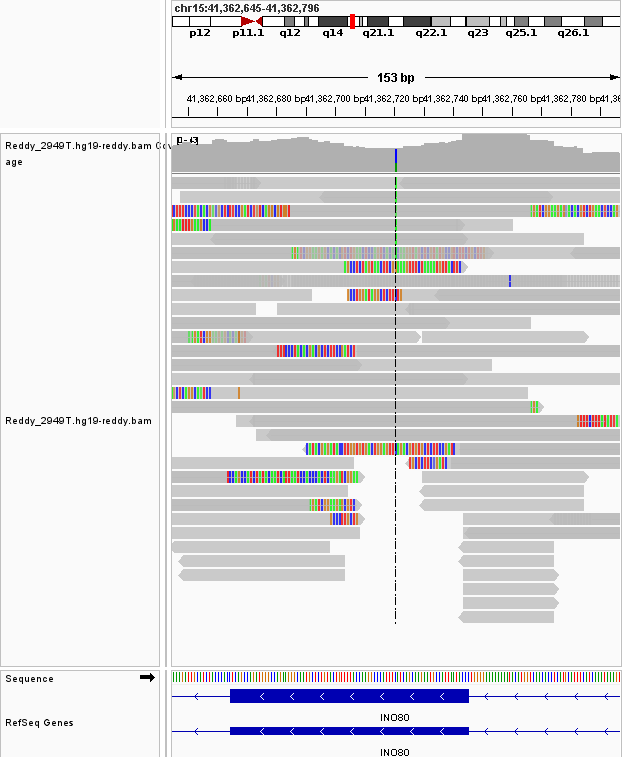 chr15:41,362,645-41,362,796
p12 p11.1 q12 q14 q21.1 q22.1 q23 q25.1 q26.1
153 bp
41,362,660 bp 41,362,680 bp 41,362,700 bp 41,362,720 bp 41,362,740 bp 41,362,760 bp 41,362,780 bp 41,36
Reddy_2949T.hg19-reddy.bam Cov
age
Reddy_2949T.hg19-reddy.bam
Sequence
INO80
RefSeq Genes
INO80